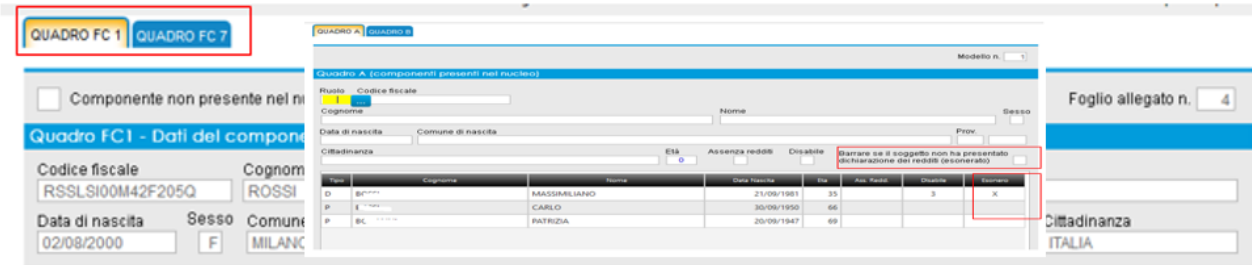 QUADRO FC 1 QUADRO FC 7
Componente non presente nel nu
Foglio allegato n. 4
Quadro FC1 - Dati del compone
Codice fiscale Cognom
RSSLSI00M42F205Q ROSSI
Data di nascita Sesso Comune Cittadinanza
02/08/2000 F MILANO ITALIA
QUADRO A QUADRO B
Modello n. 1
Quadro A (componenti presenti nel nucleo)
Ruolo Codice fiscale
...
Cognome Nome Sesso
Data di nascita Comune di nascita Prov.
Cittadinanza Età Assenza redditi Disabile Barrare se il soggetto non ha presentato
0 dichiarazione dei redditi (esonerato)
Tipo Cognome Nome Data Nascita Eta Ass. Redd. Disabile Esonero
D MASSIMILIANO 21/09/1981 35 3 X
P CARLO 30/09/1950 66
P PATRIZIA 20/09/1947 69